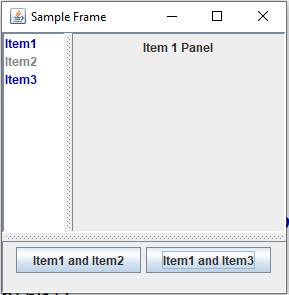 Sample Frame
Item1
Item2
Item3
Item 1 Panel
Item1 and Item2
Item1 and Item3